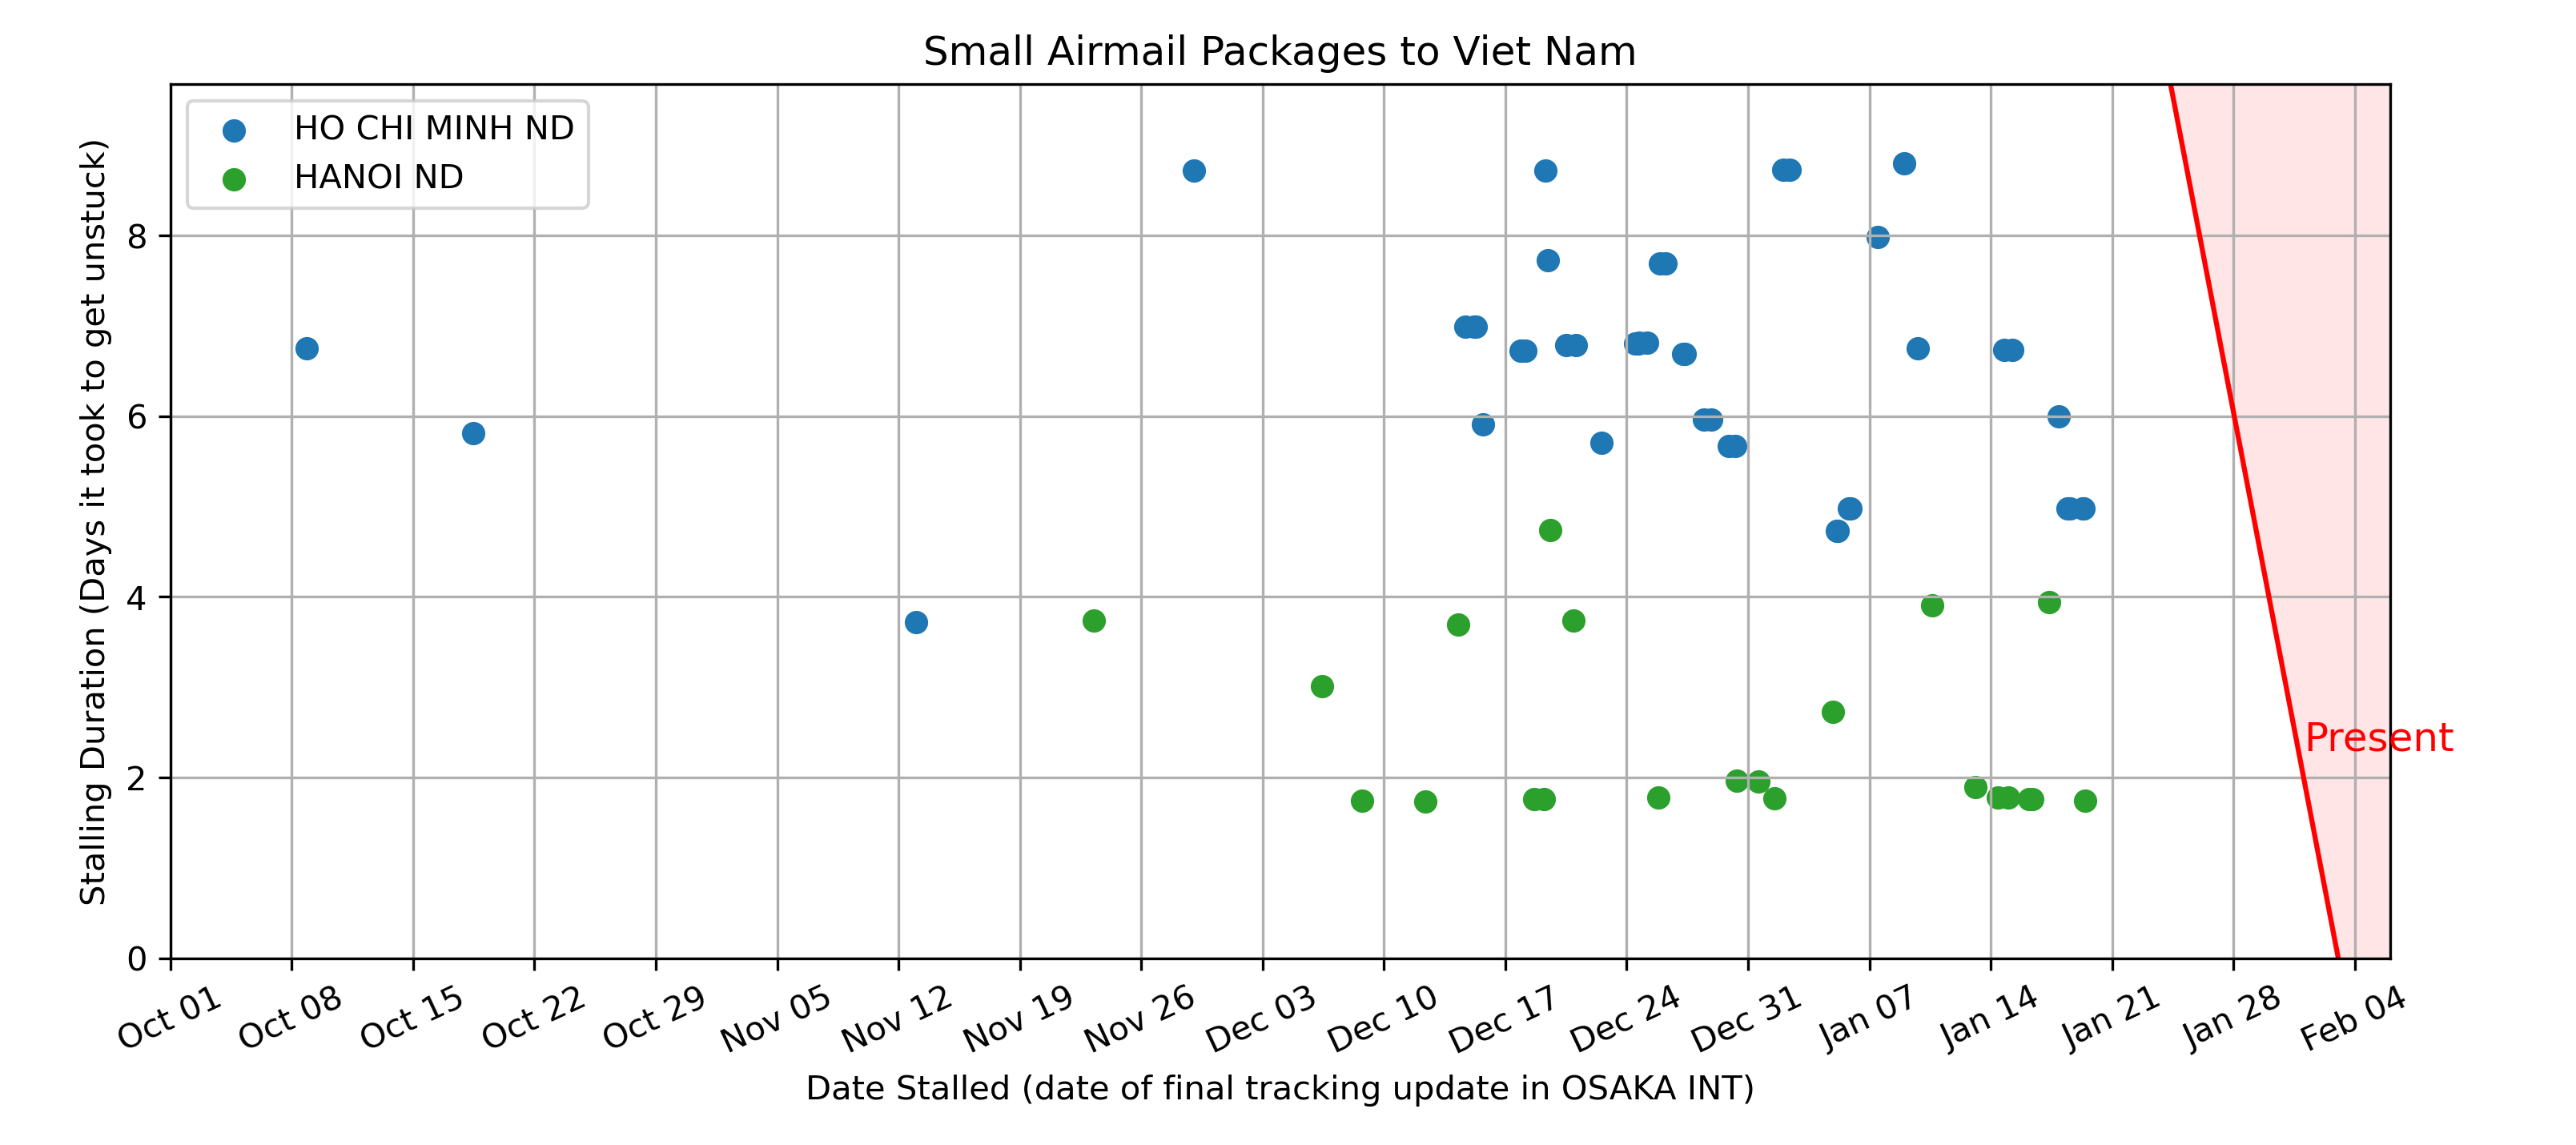 Small Airmail Packages to Viet Nam
HO CHI MINH ND
HANOI ND
Stalling Duration (Days it took to get unstuck)
8
6
4
2
0
Present
Oct 01
Oct 08
Oct 15
Oct 22
Oct 29
Nov 05
Nov 12
Nov 19
Nov 26
Dec 03
Dec 10
Dec 17
Dec 24
Dec 31
Jan 07
Jan 14
Jan 21
Jan 28
Feb 04
Date Stalled (date of final tracking update in OSAKA INT)